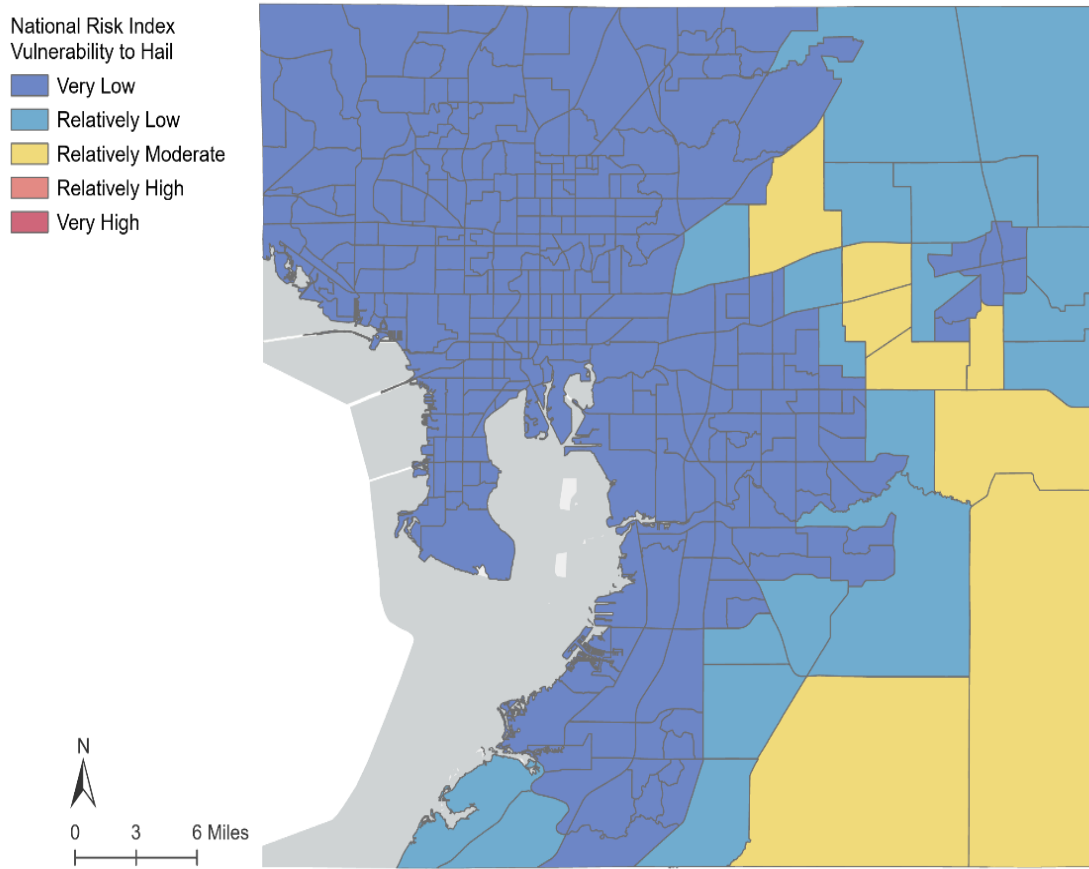 National Risk Index
Vulnerability to Hail
Very Low
Relatively Low
Relatively Moderate
Relatively High
Very High
N
0 3 6 Miles